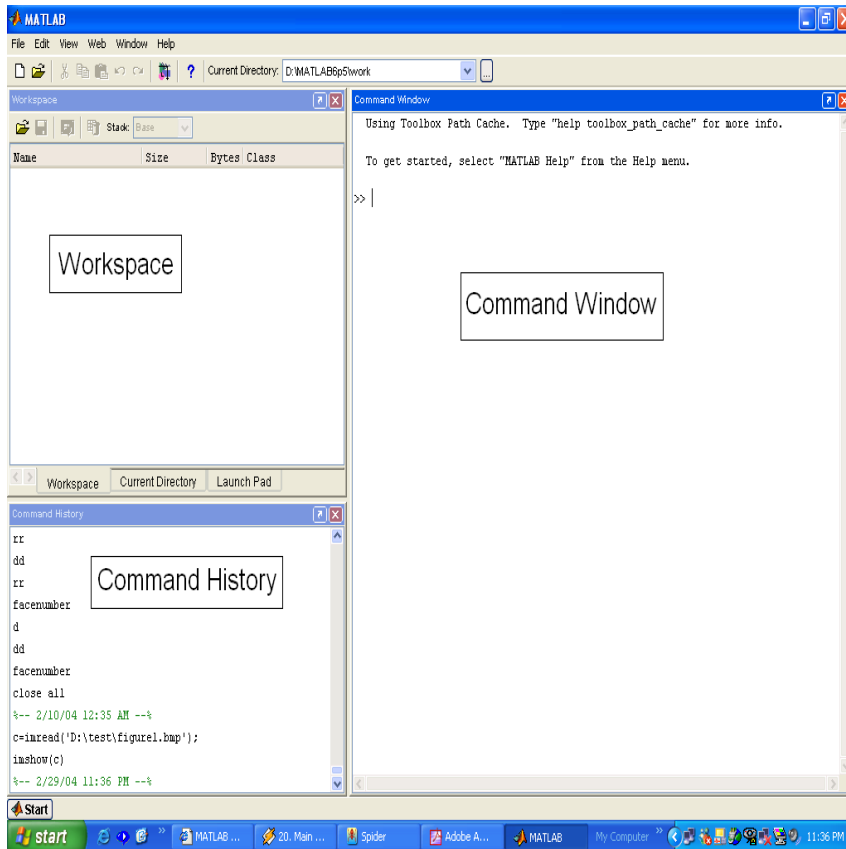 MATLAB
File Edit View Web Window Help
? Current Directory: D:\MATLAB6p5\work ...
Workspace
Stack: Base
Name Size Bytes Class
Workspace
Workspace Current Directory Launch Pad
Command History
rr
dd
rr
facenumber
d
dd
facenumber
close all
%-- 2/10/04 12:35 AM --%
c=imread('D:\test\figure1.bmp');
imshow(c)
%-- 2/29/04 11:36 PM --%
Command History
Command Window
Using Toolbox Path Cache.  Type "help toolbox_path_cache" for more info.
To get started, select "MATLAB Help" from the Help menu.
>>
Command Window
Start
start » MATLAB ... 20. Main ... Spider Adobe A... MATLAB My Computer » 11:36 PM